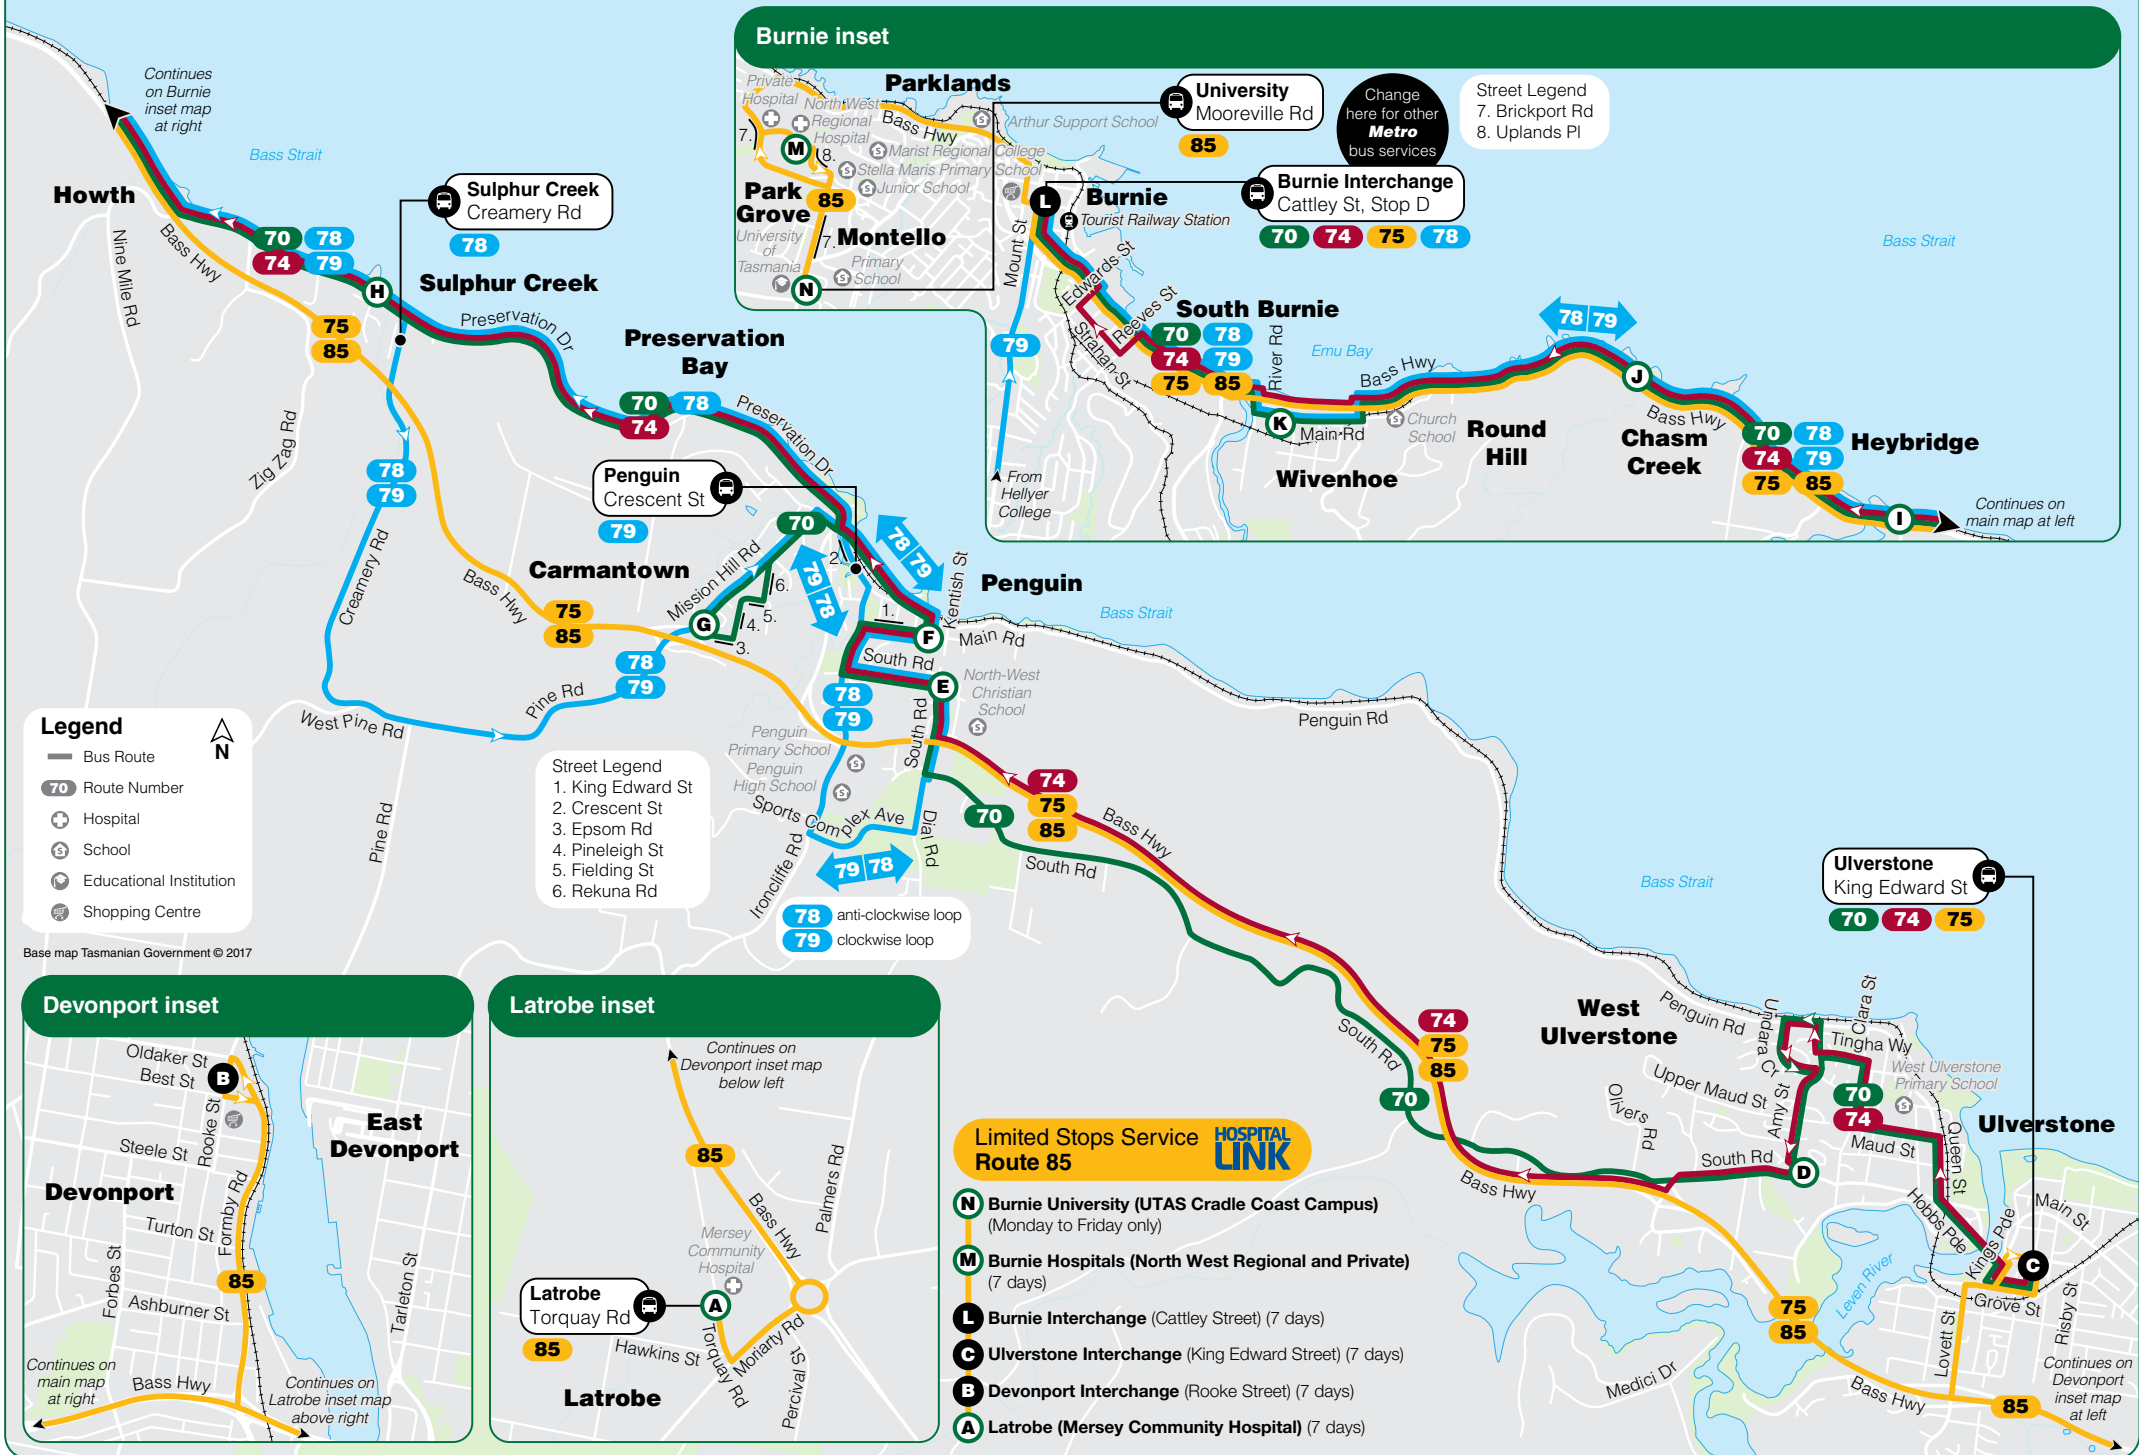 Continues
on Burnie
inset map
at right
Bass Strait
Howth
Nine Mile Rd
Bass Hwy
70 78
74 79
H
Sulphur Creek
Creamery Rd
78
Sulphur Creek
Preservation Dr
75
85
Zig Zag Rd
Preservation
Bay
70 78
74
Preservation Dr
78
79
Penguin
Crescent St
79
70
Creamery Rd
Bass Hwy
Carmantown
Mission Hill Rd
75
85
G
2.
6.
5.
4.
3.
79 78
78 79
1.
Kentish St
Penguin
Bass Strait
F
Main Rd
South Rd
E
North-West
Christian
School
78
79
Pine Rd
West Pine Rd
78
79
South Rd
Penguin
Primary School
Penguin
High School
Sports Complex Ave
Dial Rd
Ironcliffe Rd
79 78
Pine Rd
Penguin Rd
70
74
75
85
Bass Hwy
South Rd
Legend
N
Bus Route
70 Route Number
Hospital
School
Educational Institution
Shopping Centre
Base map Tasmanian Government © 2017
Street Legend
1. King Edward St
2. Crescent St
3. Epsom Rd
4. Pineleigh St
5. Fielding St
6. Rekuna Rd
78 anti-clockwise loop
79 clockwise loop
Burnie inset
Private
Hospital
North West
Regional
Hospital
Parklands
Bass Hwy
Arthur Support School
7.
M
8.
Marist Regional College
Stella Maris Primary School
Junior School
Park
Grove
85
University
of
Tasmania
7.
Montello
Primary
School
N
University
Mooreville Rd
85
Change
here for other
Metro
bus services
Street Legend
7. Brickport Rd
8. Uplands Pl
Burnie Interchange
Cattley St, Stop D
70 74 75 78
L
Burnie
Tourist Railway Station
Mount St
Edwards St
Reeves St
Strahan St
79
From
Hellyer
College
South Burnie
70 78
74 79
75 85
River Rd
Emu Bay
Bass Hwy
K
Main Rd
Church
School
Wivenhoe
Round
Hill
78 79
J
Bass Hwy
Chasm
Creek
70 78
74 79
75 85
Heybridge
I
Continues on
main map at left
Bass Strait
Bass Strait
Ulverstone
King Edward St
70 74 75
West
Ulverstone
Penguin Rd
Undara Cr
Clara St
Tingha Wy
West Ulverstone
Primary School
Upper Maud St
Amy St
70
74
Maud St
Queen St
Ulverstone
Olivers Rd
South Rd
D
Hobbs Pde
Kings Pde
Main St
C
Grove St
Risby St
Lovett St
Leven River
74
75
85
South Rd
70
Bass Hwy
75
85
Medici Dr
Bass Hwy
85
Continues on
Devonport
inset map
at left
Devonport inset
Oldaker St
Best St
B
Rooke St
Steele St
East
Devonport
Devonport
Formby Rd
Turton St
Forbes St
85
Ashburner St
Tarleton St
Continues on
main map
at right
Bass Hwy
Continues on
Latrobe inset map
above right
Latrobe inset
Continues on
Devonport inset map
below left
85
Bass Hwy
Palmers Rd
Mersey
Community
Hospital
Latrobe
Torquay Rd
85
A
Hawkins St
Torquay Rd
Moriarty Rd
Percival St
Latrobe
Limited Stops Service
Route 85
HOSPITAL
LINK
N Burnie University (UTAS Cradle Coast Campus)
(Monday to Friday only)
M Burnie Hospitals (North West Regional and Private)
(7 days)
L Burnie Interchange (Cattley Street) (7 days)
C Ulverstone Interchange (King Edward Street) (7 days)
B Devonport Interchange (Rooke Street) (7 days)
A Latrobe (Mersey Community Hospital) (7 days)